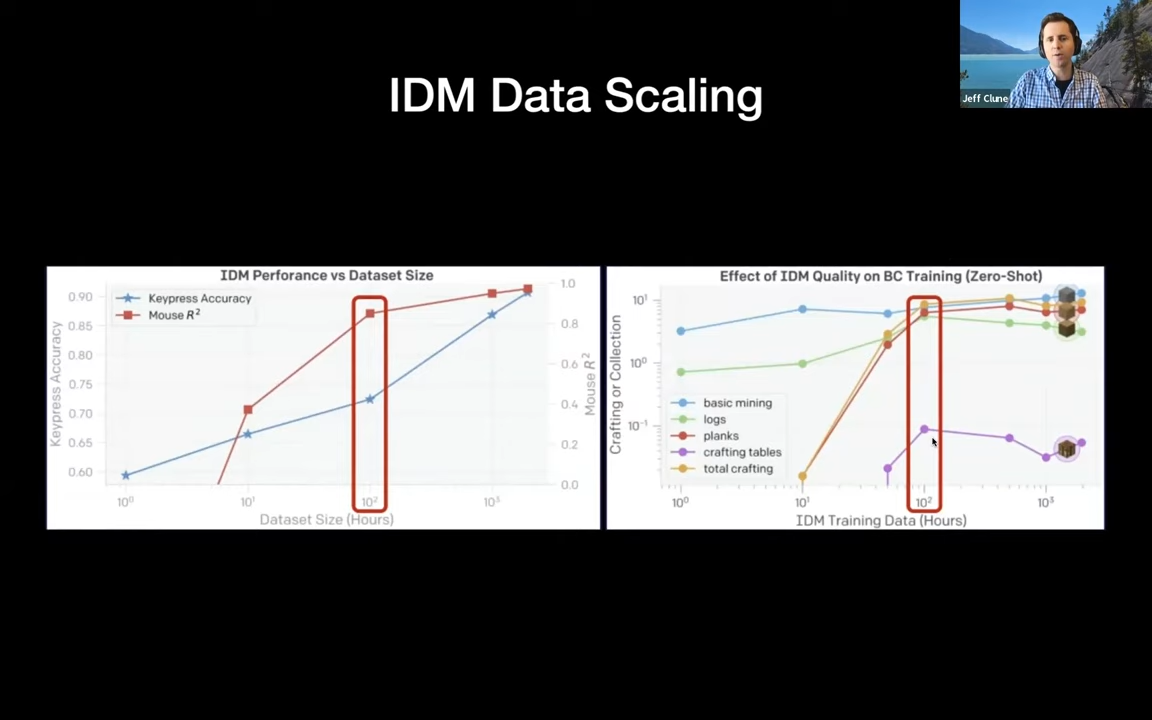 IDM Data Scaling
Jeff Clune
IDM Perforance vs Dataset Size
Keypress Accuracy
Mouse R²
0.90
0.85
0.80
0.75
0.70
0.65
0.60
Keypress Accuracy
1.0
0.8
0.6
0.4
0.2
0.0
Mouse R²
10⁰
10¹
10²
10³
Dataset Size (Hours)
Effect of IDM Quality on BC Training (Zero-Shot)
10¹
10⁰
10⁻¹
Crafting or Collection
basic mining
logs
planks
crafting tables
total crafting
10⁰
10¹
10²
10³
IDM Training Data (Hours)